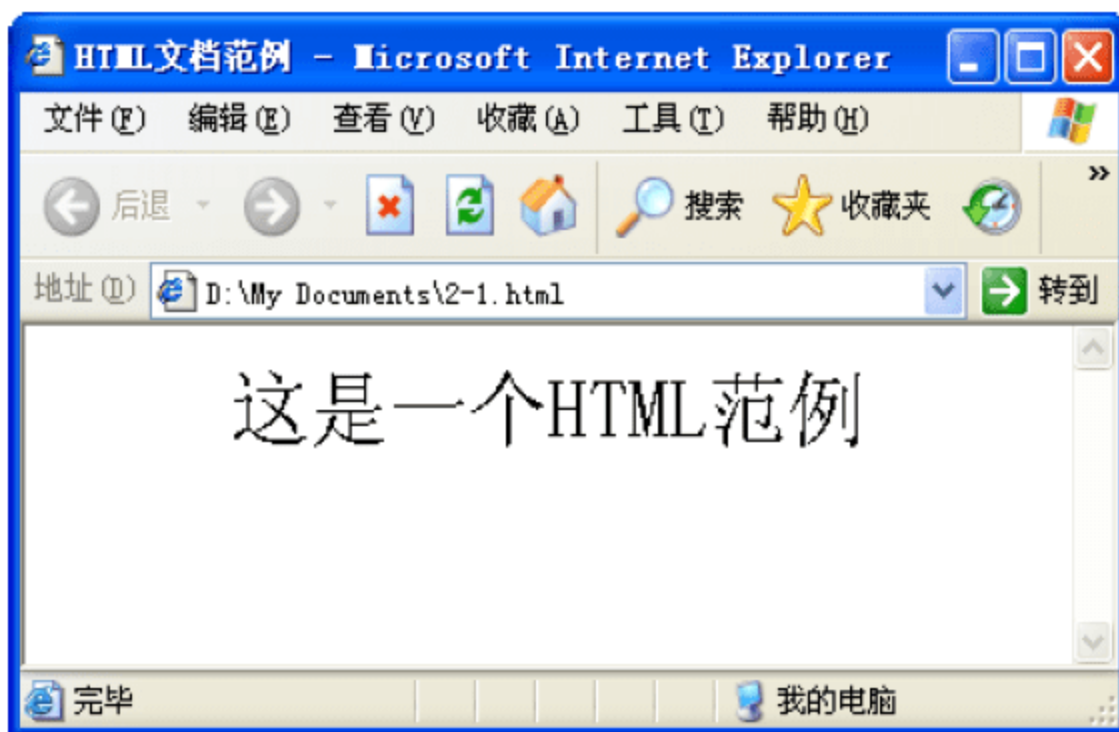 HTML文档范例 - Microsoft Internet Explorer
文件(F) 编辑(E) 查看(V) 收藏(A) 工具(T) 帮助(H)
后退 搜索 收藏夹 »
地址(D) D:\My Documents\2-1.html 转到
这是一个HTML范例
完毕 我的电脑